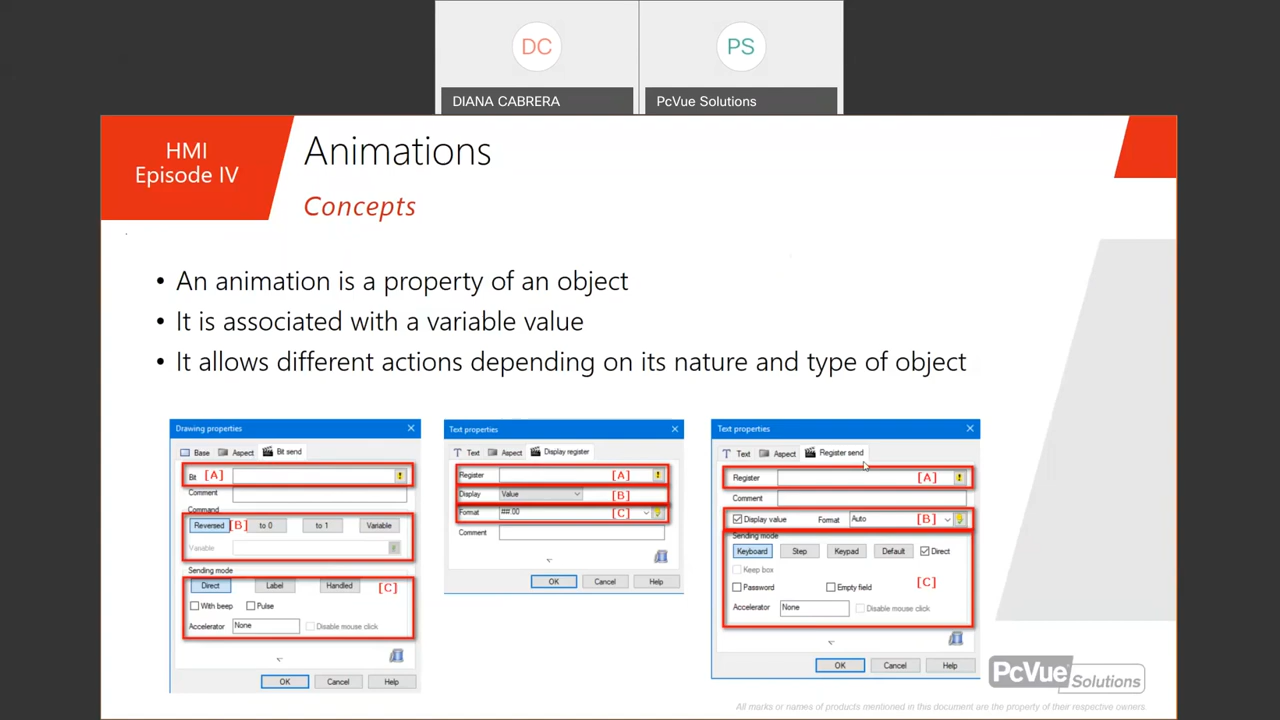 DC
PS
DIANA CABRERA
PcVue Solutions
HMI
Episode IV
Animations
Concepts
• An animation is a property of an object
• It is associated with a variable value
• It allows different actions depending on its nature and type of object
Drawing properties
Base Aspect Bit send
Bit [A]
Comment
Command
Reversed [B] to 0 to 1 Variable
Variable
Sending mode
Direct Label Handled [C]
With beep Pulse
Accelerator None Disable mouse click
OK Cancel Help
Text properties
Text Aspect Display register
Register [A]
Display Value [B]
Format ##.00 [C]
Comment
OK Cancel Help
Text properties
Text Aspect Register send
Register [A]
Comment
Display value Format Auto [B]
Sending mode
Keyboard Step Keypad Default Direct
Keep box
Password Empty field [C]
Accelerator None Disable mouse click
OK Cancel Help
PcVue Solutions
All marks or names of products mentioned in this document are the property of their respective owners.